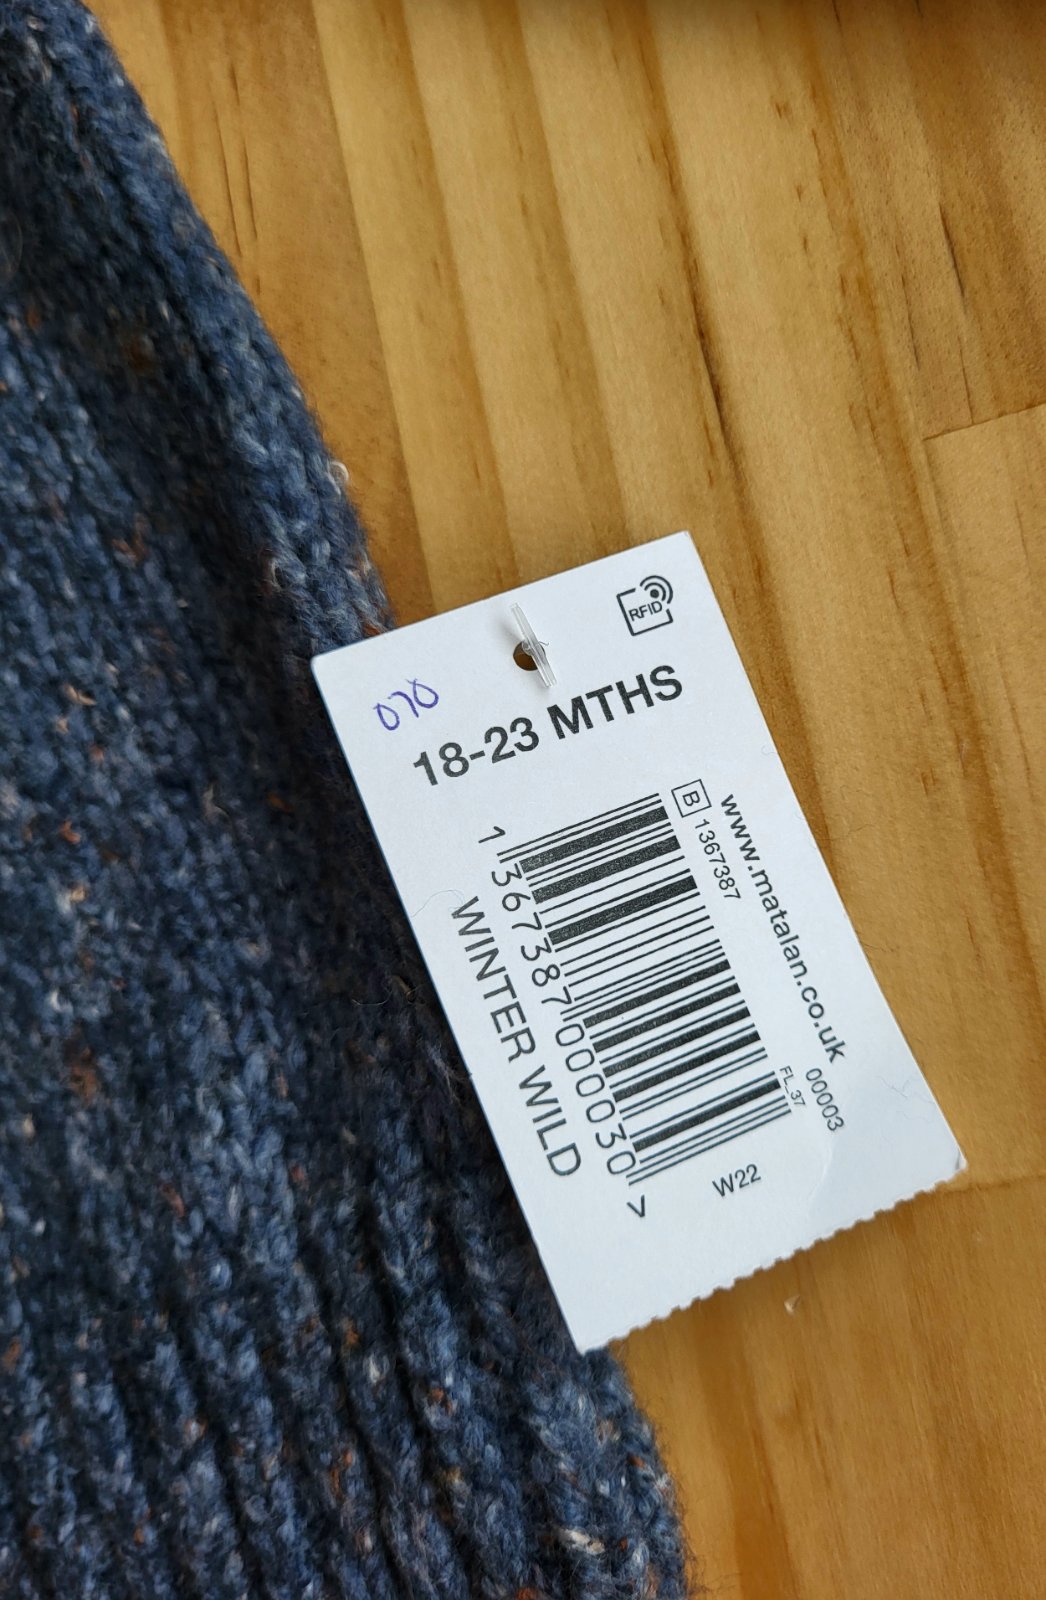 RFID
070
18-23 MTHS
www.matalan.co.uk 00003
B 1367387
FL_37
1 367387 000030 >
WINTER WILD
W22